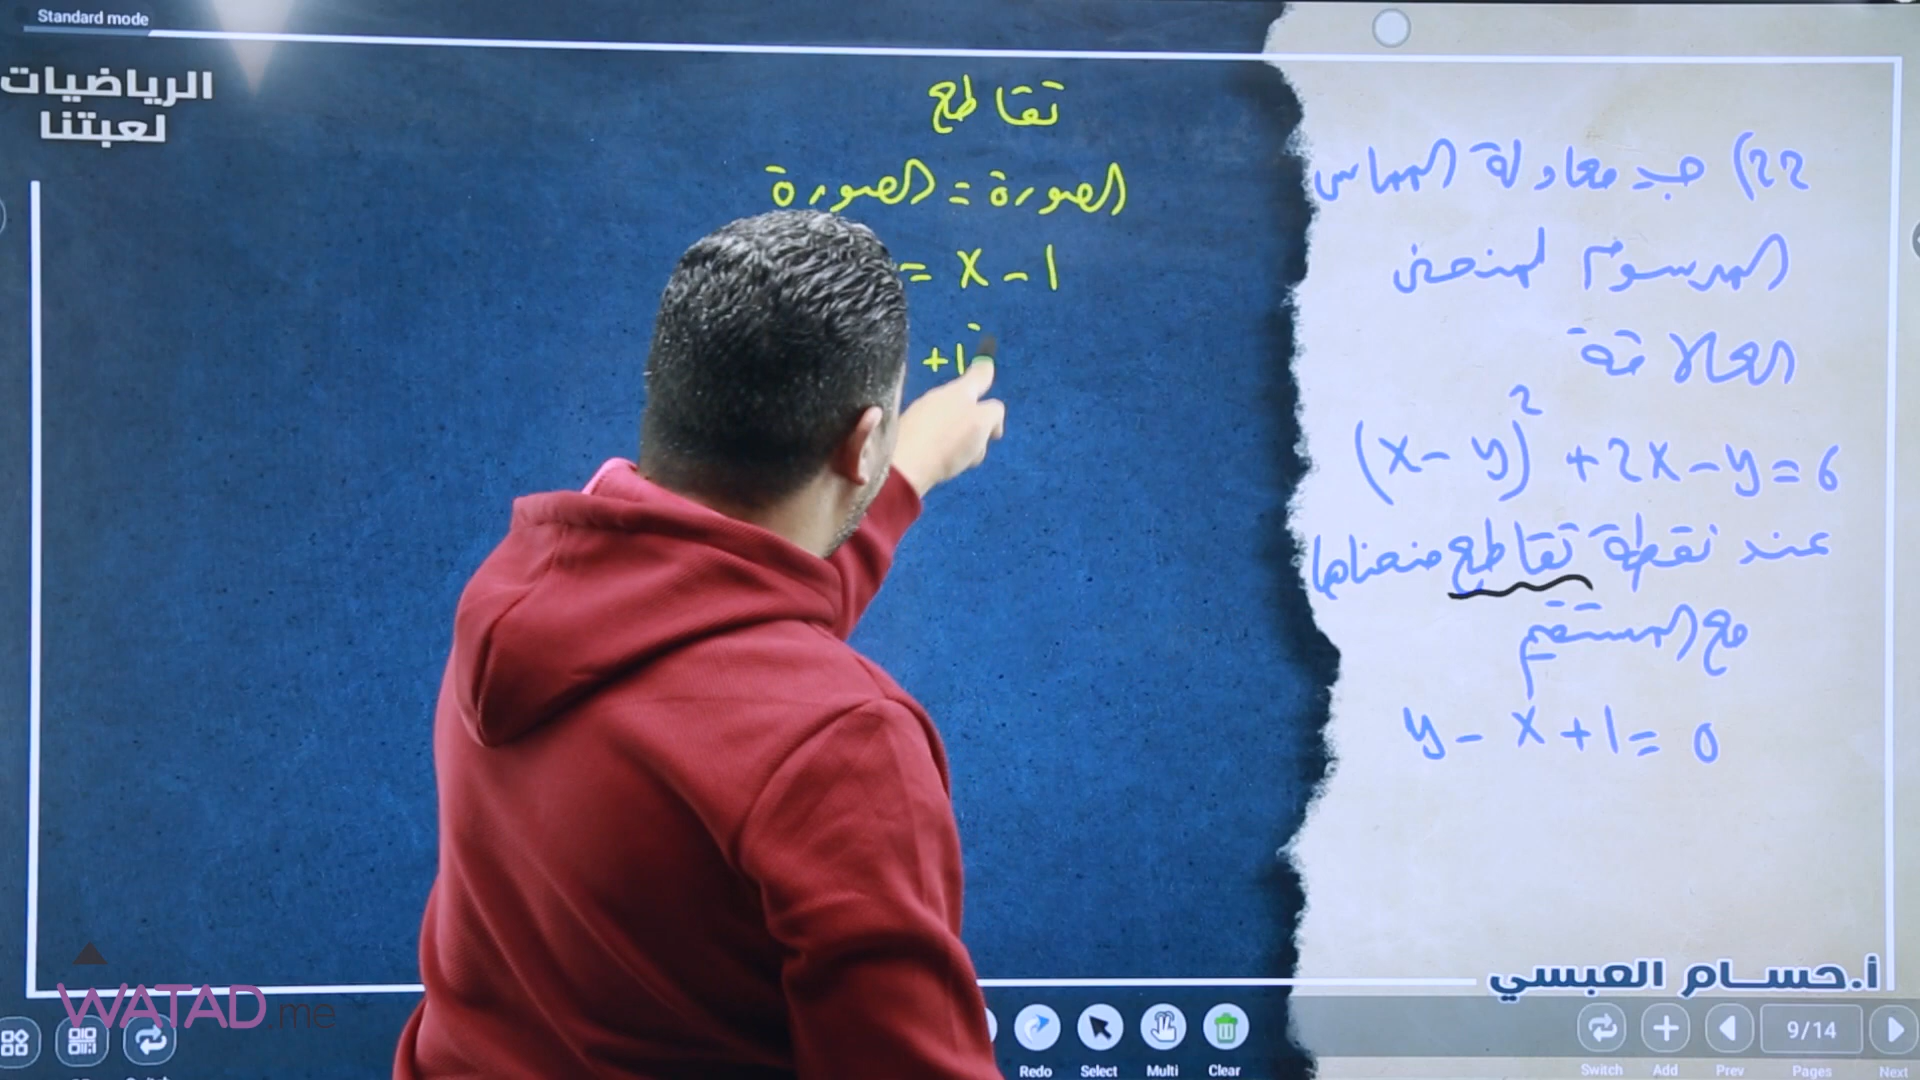 Standard mode
الرياضيات
لعبتنا
تقاطع
الصورة = الصورة
= x - 1
+1
22) جد معادلة المماس
المرسوم لمنحنى
العلاقة
(x - y)² + 2x - y = 6
عند نقطة تقاطع منحناها
مع المستقيم
y - x + 1 = 0
أ.حسام العبسي
WATAD.me
Redo
Select
Multi
Clear
Switch
Add
Prev
9/14
Pages
Next